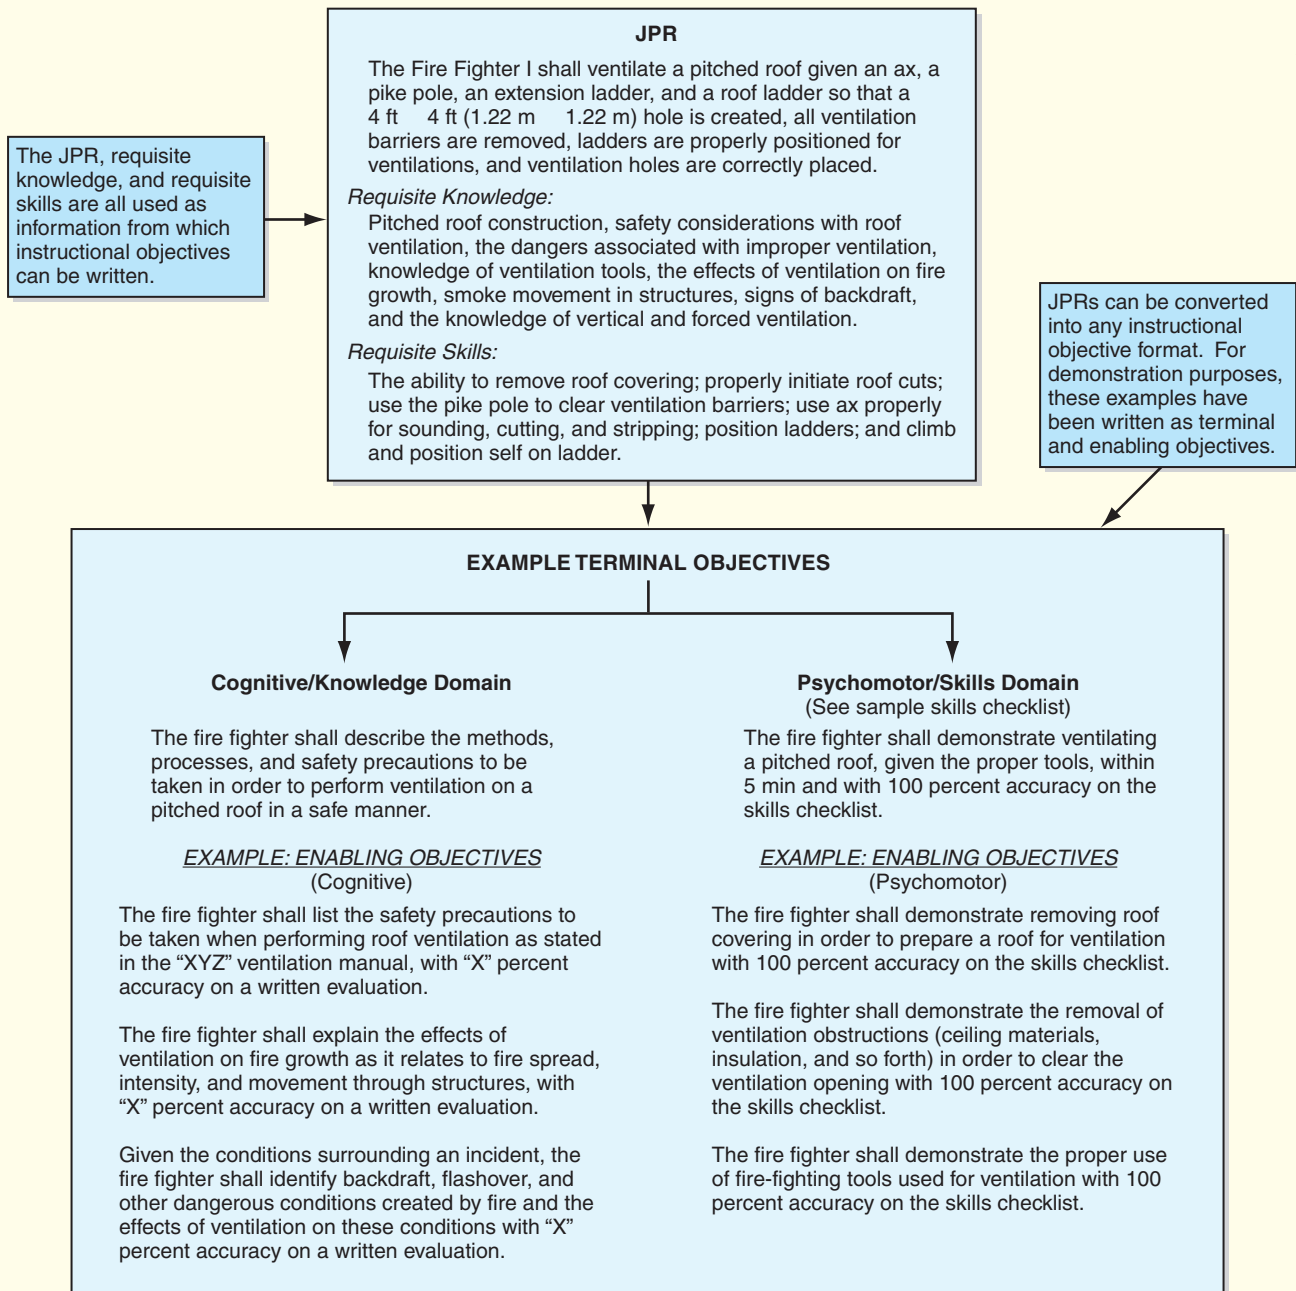 JPR
The Fire Fighter I shall ventilate a pitched roof given an ax, a
pike pole, an extension ladder, and a roof ladder so that a
4 ft 4 ft (1.22 m 1.22 m) hole is created, all ventilation
barriers are removed, ladders are properly positioned for
ventilations, and ventilation holes are correctly placed.
Requisite Knowledge:
Pitched roof construction, safety considerations with roof
ventilation, the dangers associated with improper ventilation,
knowledge of ventilation tools, the effects of ventilation on fire
growth, smoke movement in structures, signs of backdraft,
and the knowledge of vertical and forced ventilation.
Requisite Skills:
The ability to remove roof covering; properly initiate roof cuts;
use the pike pole to clear ventilation barriers; use ax properly
for sounding, cutting, and stripping; position ladders; and climb
and position self on ladder.
The JPR, requisite
knowledge, and requisite
skills are all used as
information from which
instructional objectives
can be written.
JPRs can be converted
into any instructional
objective format. For
demonstration purposes,
these examples have
been written as terminal
and enabling objectives.
EXAMPLE TERMINAL OBJECTIVES
Cognitive/Knowledge Domain
The fire fighter shall describe the methods,
processes, and safety precautions to be
taken in order to perform ventilation on a
pitched roof in a safe manner.
EXAMPLE: ENABLING OBJECTIVES
(Cognitive)
The fire fighter shall list the safety precautions to
be taken when performing roof ventilation as stated
in the “XYZ” ventilation manual, with “X” percent
accuracy on a written evaluation.
The fire fighter shall explain the effects of
ventilation on fire growth as it relates to fire spread,
intensity, and movement through structures, with
“X” percent accuracy on a written evaluation.
Given the conditions surrounding an incident, the
fire fighter shall identify backdraft, flashover, and
other dangerous conditions created by fire and the
effects of ventilation on these conditions with “X”
percent accuracy on a written evaluation.
Psychomotor/Skills Domain
(See sample skills checklist)
The fire fighter shall demonstrate ventilating
a pitched roof, given the proper tools, within
5 min and with 100 percent accuracy on the
skills checklist.
EXAMPLE: ENABLING OBJECTIVES
(Psychomotor)
The fire fighter shall demonstrate removing roof
covering in order to prepare a roof for ventilation
with 100 percent accuracy on the skills checklist.
The fire fighter shall demonstrate the removal of
ventilation obstructions (ceiling materials,
insulation, and so forth) in order to clear the
ventilation opening with 100 percent accuracy on
the skills checklist.
The fire fighter shall demonstrate the proper use
of fire-fighting tools used for ventilation with 100
percent accuracy on the skills checklist.